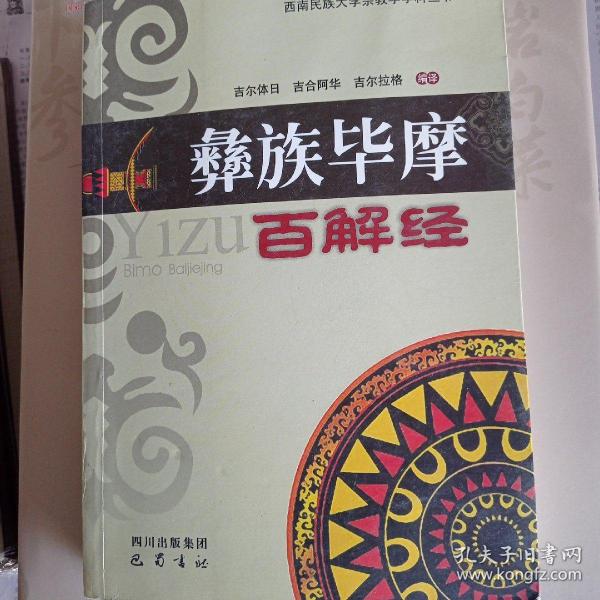 西南民族大学宗教学学科丛书
吉尔体日 吉合阿华 吉尔拉格 编译
彝族毕摩
Yizu
百解经
Bimo Baijiejing
四川出版集团
巴蜀书社
孔夫子旧书网
www.kongfz.com